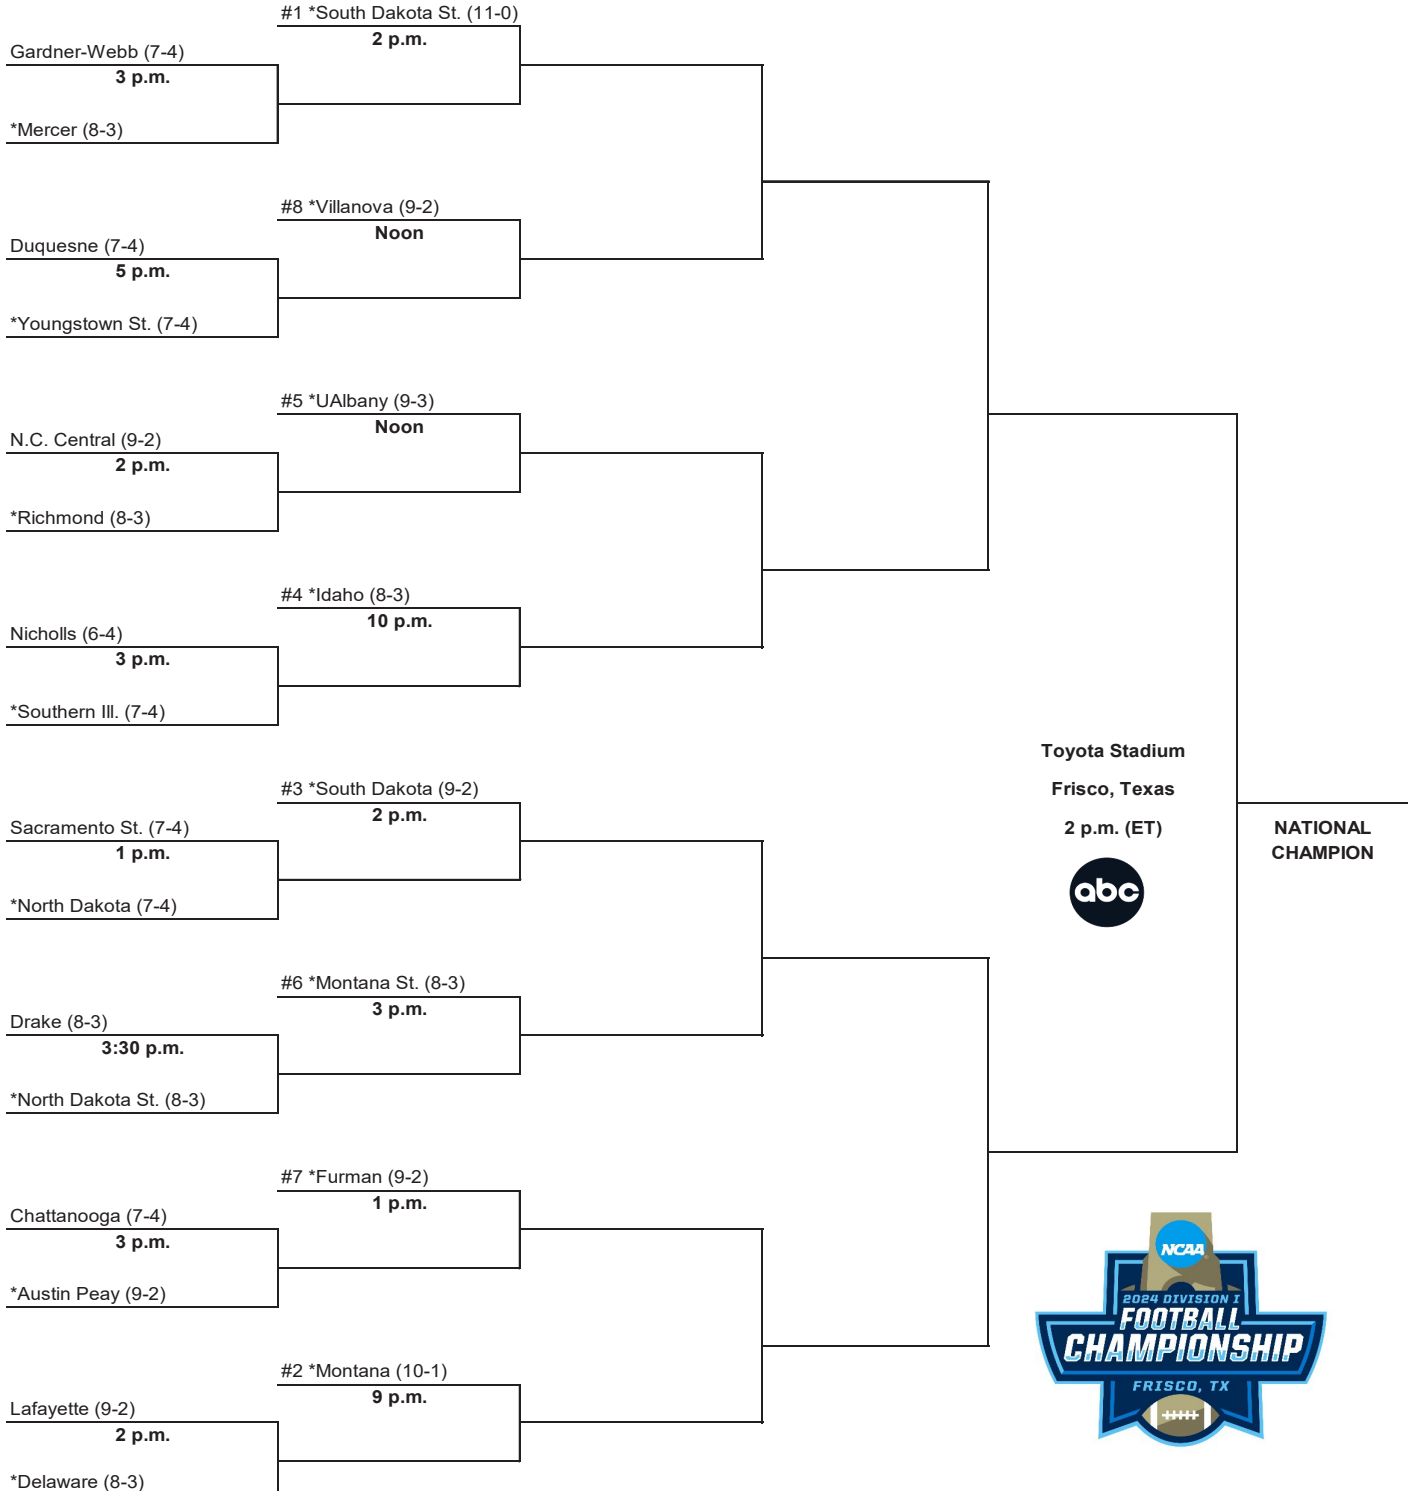 #1 *South Dakota St. (11-0)
2 p.m.
Gardner-Webb (7-4)
3 p.m.
*Mercer (8-3)
#8 *Villanova (9-2)
Noon
Duquesne (7-4)
5 p.m.
*Youngstown St. (7-4)
#5 *UAlbany (9-3)
Noon
N.C. Central (9-2)
2 p.m.
*Richmond (8-3)
#4 *Idaho (8-3)
10 p.m.
Nicholls (6-4)
3 p.m.
*Southern Ill. (7-4)
#3 *South Dakota (9-2)
2 p.m.
Sacramento St. (7-4)
1 p.m.
*North Dakota (7-4)
#6 *Montana St. (8-3)
3 p.m.
Drake (8-3)
3:30 p.m.
*North Dakota St. (8-3)
#7 *Furman (9-2)
1 p.m.
Chattanooga (7-4)
3 p.m.
*Austin Peay (9-2)
#2 *Montana (10-1)
9 p.m.
Lafayette (9-2)
2 p.m.
*Delaware (8-3)
Toyota Stadium
Frisco, Texas
2 p.m. (ET)
abc
NATIONAL
CHAMPION
NCAA
2024 DIVISION I
FOOTBALL
CHAMPIONSHIP
FRISCO, TX